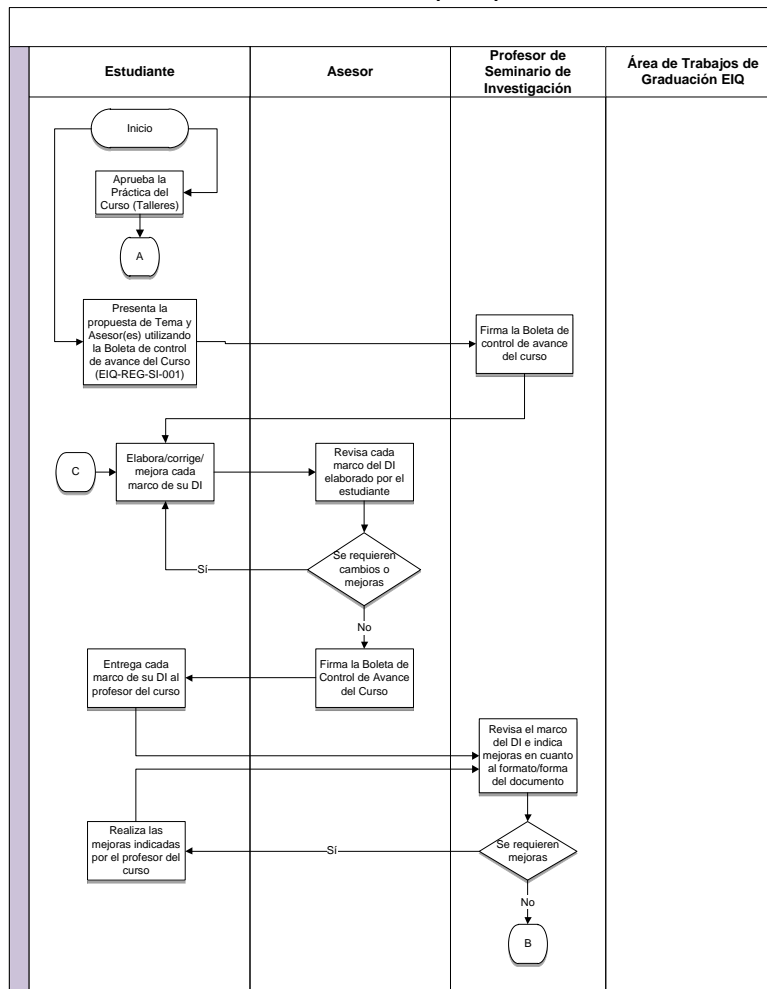 Estudiante
Asesor
Profesor de
Seminario de
Investigación
Área de Trabajos de
Graduación EIQ
Inicio
Aprueba la
Práctica del
Curso (Talleres)
A
Presenta la
propuesta de Tema y
Asesor(es) utilizando
la Boleta de control
de avance del Curso
(EIQ-REG-SI-001)
Firma la Boleta de
control de avance
del curso
C
Elabora/corrige/
mejora cada
marco de su DI
Revisa cada
marco del DI
elaborado por el
estudiante
Se requieren
cambios o
mejoras
Sí
No
Entrega cada
marco de su DI al
profesor del curso
Firma la Boleta de
Control de Avance
del Curso
Revisa el marco
del DI e indica
mejoras en cuanto
al formato/forma
del documento
Realiza las
mejoras indicadas
por el profesor del
curso
Sí
Se requieren
mejoras
No
B